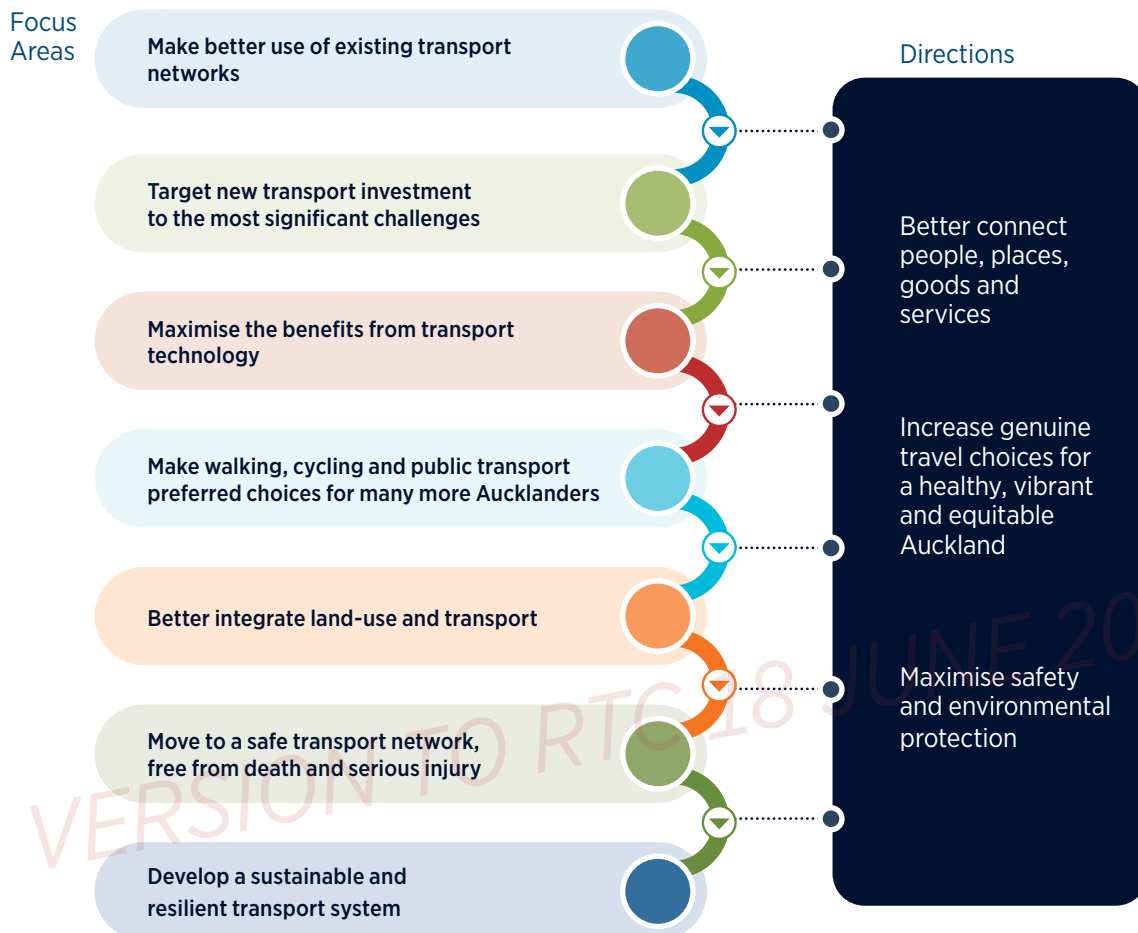 Focus
Areas
Make better use of existing transport
networks
Target new transport investment
to the most significant challenges
Maximise the benefits from transport
technology
Make walking, cycling and public transport
preferred choices for many more Aucklanders
Better integrate land-use and transport
Move to a safe transport network,
free from death and serious injury
Develop a sustainable and
resilient transport system
Directions
Better connect
people, places,
goods and
services
Increase genuine
travel choices for
a healthy, vibrant
and equitable
Auckland
Maximise safety
and environmental
protection
VERSION TO RTC 18 JUNE 20